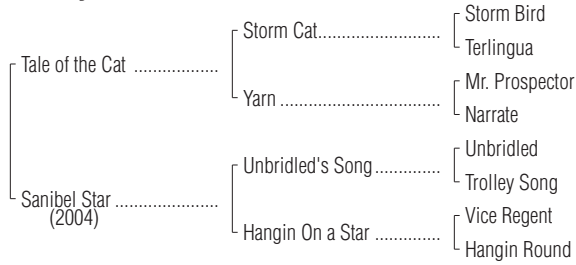 Storm Bird
Storm Cat
Terlingua
Tale of the Cat
Mr. Prospector
Yarn
Narrate
Unbridled
Unbridled's Song
Trolley Song
Sanibel Star
(2004)
Vice Regent
Hangin On a Star
Hangin Round